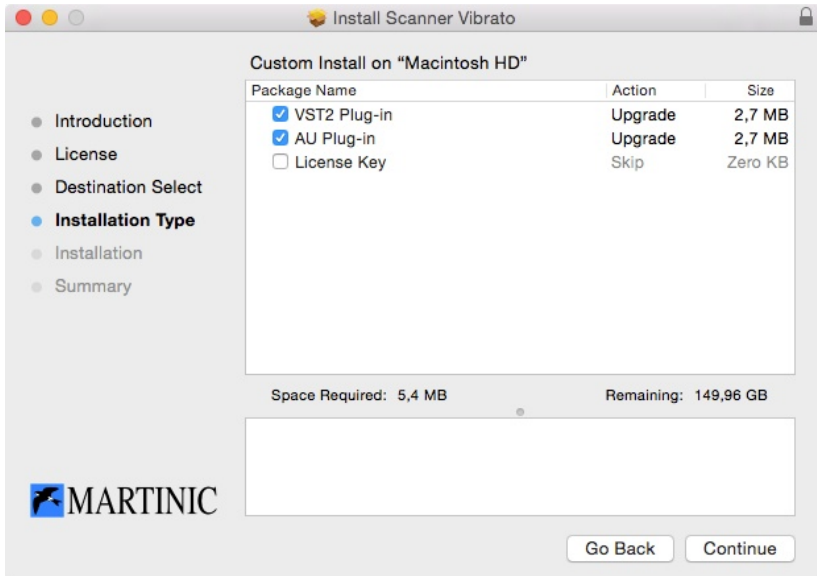 Install Scanner Vibrato
Custom Install on “Macintosh HD”
Package Name Action Size
VST2 Plug-in Upgrade 2,7 MB
AU Plug-in Upgrade 2,7 MB
License Key Skip Zero KB
Introduction
License
Destination Select
Installation Type
Installation
Summary
Space Required: 5,4 MB Remaining: 149,96 GB
MARTINIC
Go Back Continue